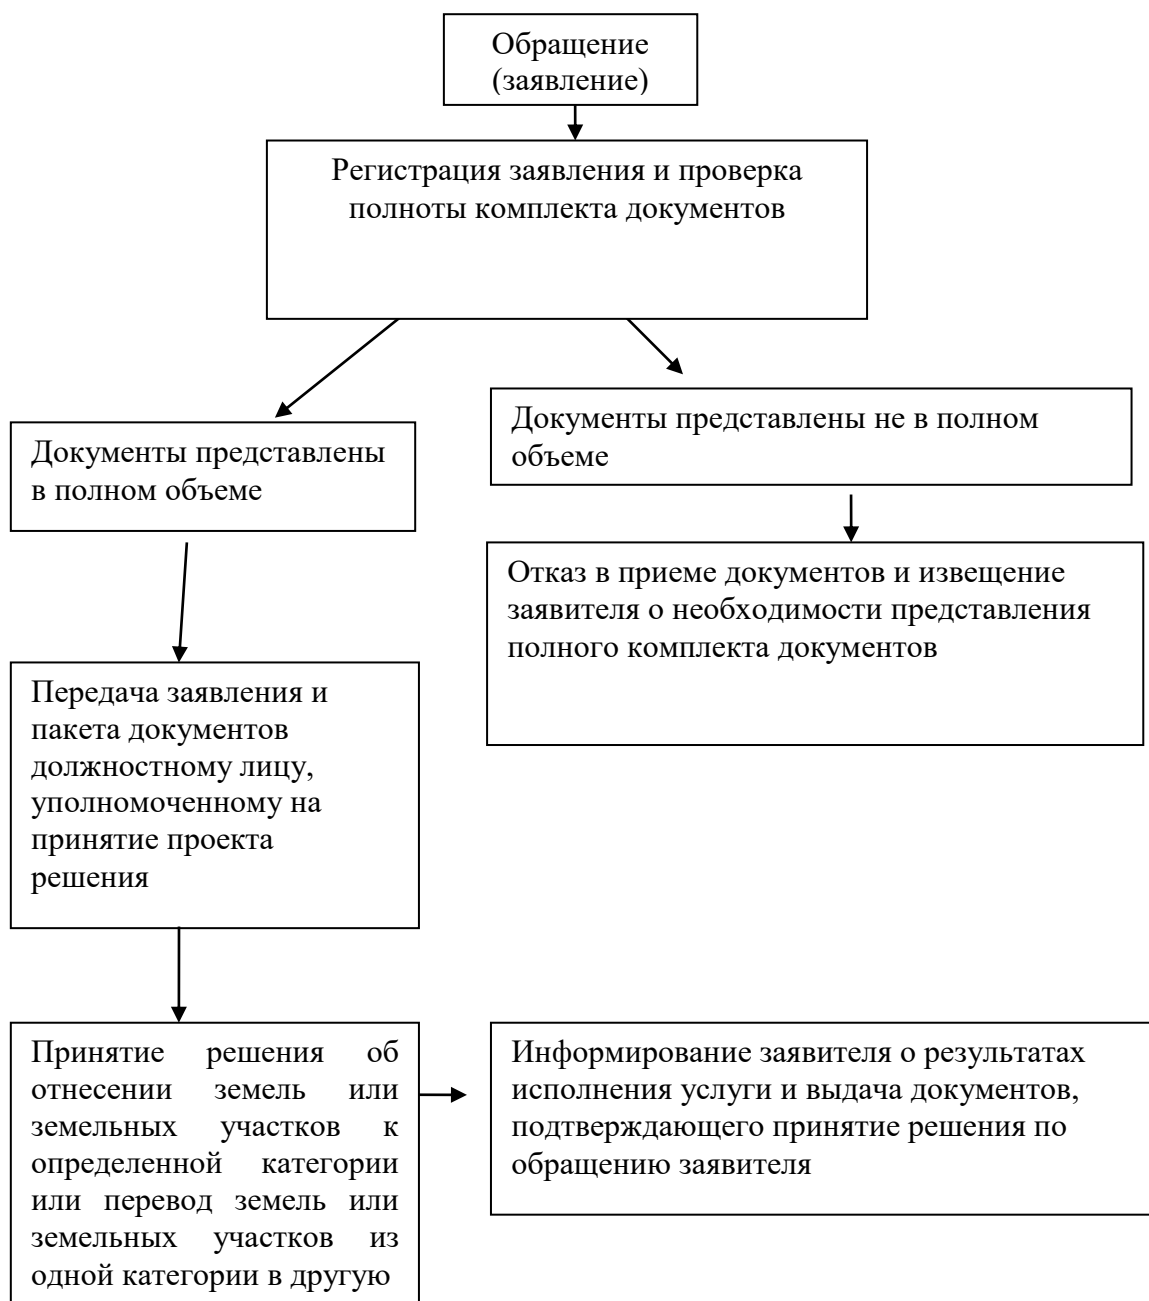 Обращение
(заявление)
Регистрация заявления и проверка
полноты комплекта документов
Документы представлены не в полном
объеме
Документы представлены
в полном объеме
Отказ в приеме документов и извещение
заявителя о необходимости представления
полного комплекта документов
Передача заявления и
пакета документов
должностному лицу,
уполномоченному на
принятие проекта
решения
Принятие решения об
отнесении земель или
земельных участков к
определенной категории
или перевод земель или
земельных участков из
одной категории в другую
Информирование заявителя о результатах
исполнения услуги и выдача документов,
подтверждающего принятие решения по
обращению заявителя